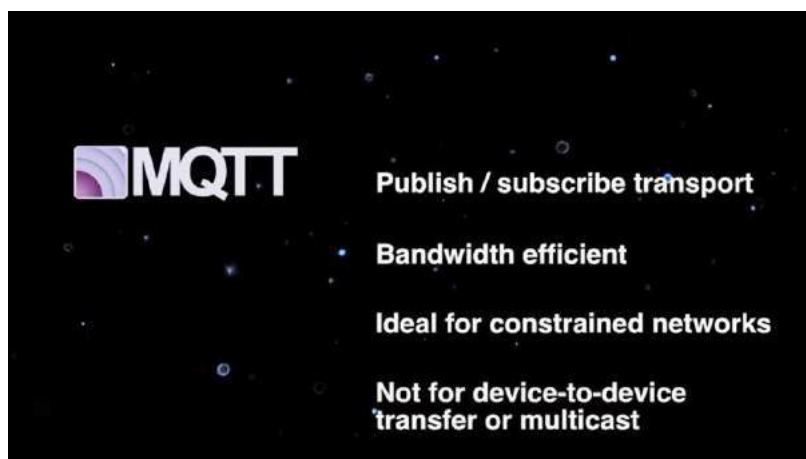 MQTT
Publish / subscribe transport
Bandwidth efficient
Ideal for constrained networks
Not for device-to-device
transfer or multicast